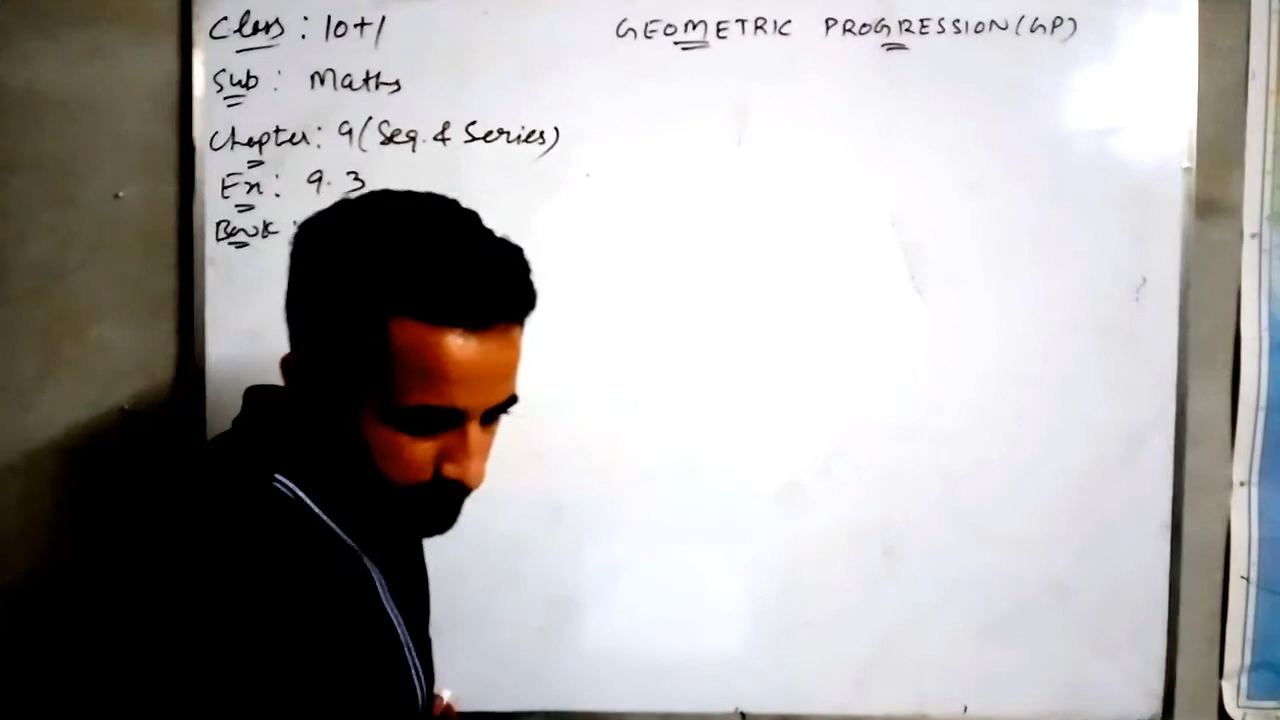 Class : 10+1
GEOMETRIC PROGRESSION (GP)
Sub : Maths
Chapter : 9 (Seq. & Series)
Ex : 9.3
Book :